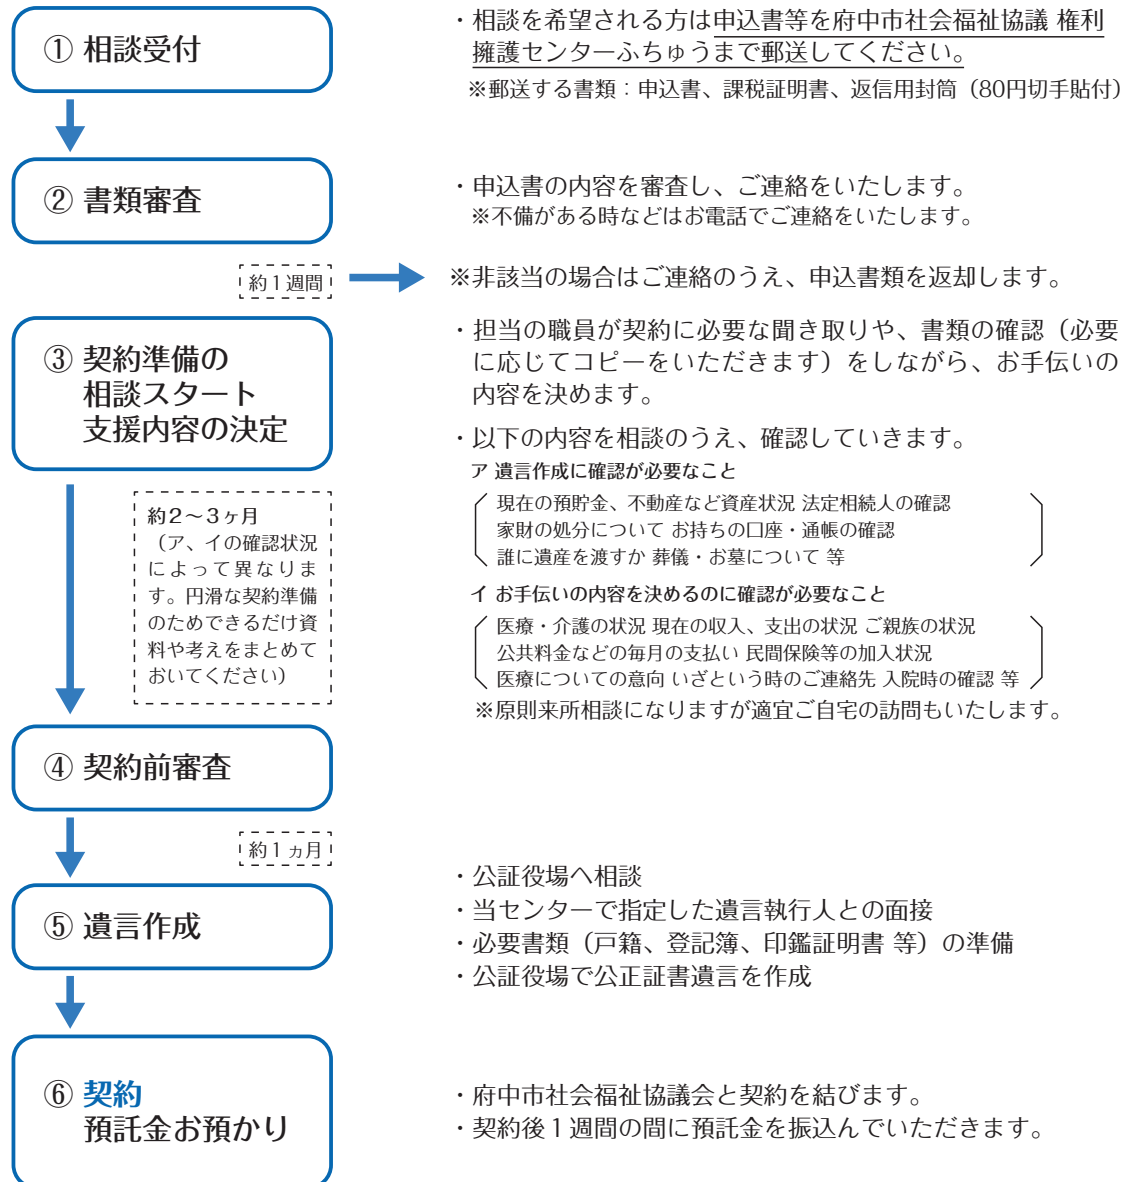 ① 相談受付
・相談を希望される方は申込書等を府中市社会福祉協議 権利
擁護センターふちゅうまで郵送してください。
※郵送する書類：申込書、課税証明書、返信用封筒（80円切手貼付）
② 書類審査
・申込書の内容を審査し、ご連絡をいたします。
※不備がある時などはお電話でご連絡をいたします。
約１週間
※非該当の場合はご連絡のうえ、申込書類を返却します。
③ 契約準備の
相談スタート
支援内容の決定
・担当の職員が契約に必要な聞き取りや、書類の確認（必要
に応じてコピーをいただきます）をしながら、お手伝いの
内容を決めます。
・以下の内容を相談のうえ、確認していきます。
ア 遺言作成に確認が必要なこと
現在の預貯金、不動産など資産状況 法定相続人の確認
家財の処分について お持ちの口座・通帳の確認
誰に遺産を渡すか 葬儀・お墓について 等
イ お手伝いの内容を決めるのに確認が必要なこと
医療・介護の状況 現在の収入、支出の状況 ご親族の状況
公共料金などの毎月の支払い 民間保険等の加入状況
医療についての意向 いざという時のご連絡先 入院時の確認 等
※原則来所相談になりますが適宜ご自宅の訪問もいたします。
約２〜３ヶ月
（ア、イの確認状況
によって異なりま
す。円滑な契約準備
のためできるだけ資
料や考えをまとめて
おいてください）
④ 契約前審査
約１ヵ月
⑤ 遺言作成
・公証役場へ相談
・当センターで指定した遺言執行人との面接
・必要書類（戸籍、登記簿、印鑑証明書 等）の準備
・公証役場で公正証書遺言を作成
⑥ 契約
預託金お預かり
・府中市社会福祉協議会と契約を結びます。
・契約後１週間の間に預託金を振込んでいただきます。